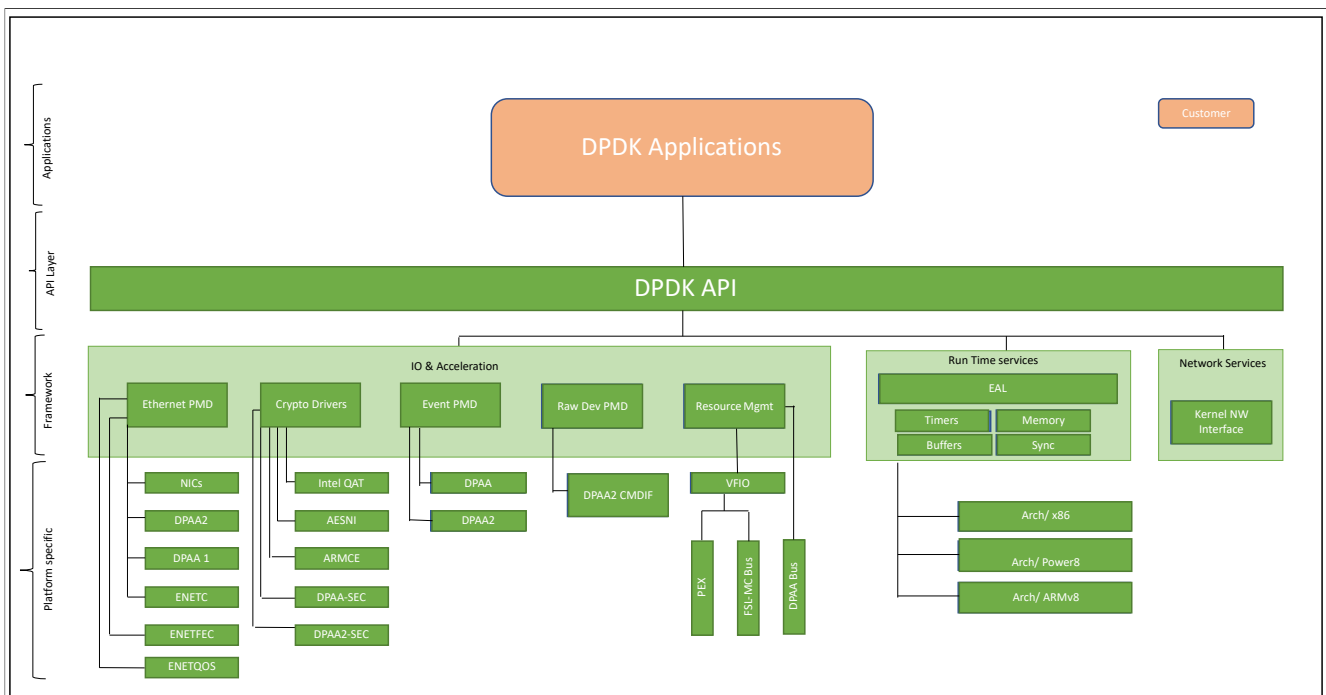 Applications
DPDK Applications
Customer
API Layer
DPDK API
Framework
IO & Acceleration
Run Time services
Network Services
Ethernet PMD
Crypto Drivers
Event PMD
Raw Dev PMD
Resource Mgmt
EAL
Timers
Memory
Buffers
Sync
Kernel NW
Interface
Platform specific
NICs
DPAA2
DPAA 1
ENETC
ENETFEC
ENETQOS
Intel QAT
AESNI
ARMCE
DPAA-SEC
DPAA2-SEC
DPAA
DPAA2
DPAA2 CMDIF
VFIO
PEX
FSL-MC Bus
DPAA Bus
Arch/ x86
Arch/ Power8
Arch/ ARMv8